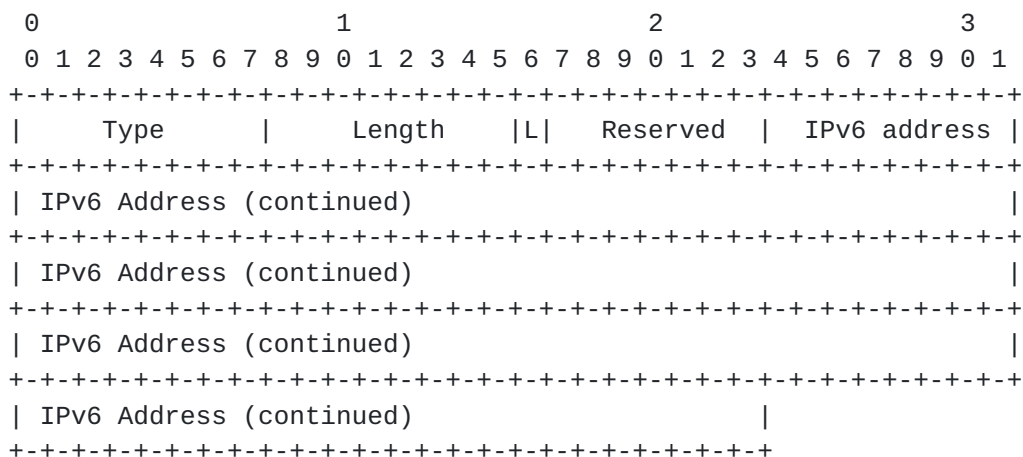 0                   1                   2                   3
 0 1 2 3 4 5 6 7 8 9 0 1 2 3 4 5 6 7 8 9 0 1 2 3 4 5 6 7 8 9 0 1
+-+-+-+-+-+-+-+-+-+-+-+-+-+-+-+-+-+-+-+-+-+-+-+-+-+-+-+-+-+-+-+-+
|     Type      |     Length    |L|   Reserved  |  IPv6 address |
+-+-+-+-+-+-+-+-+-+-+-+-+-+-+-+-+-+-+-+-+-+-+-+-+-+-+-+-+-+-+-+-+
| IPv6 Address (continued)                                      |
+-+-+-+-+-+-+-+-+-+-+-+-+-+-+-+-+-+-+-+-+-+-+-+-+-+-+-+-+-+-+-+-+
| IPv6 Address (continued)                                      |
+-+-+-+-+-+-+-+-+-+-+-+-+-+-+-+-+-+-+-+-+-+-+-+-+-+-+-+-+-+-+-+-+
| IPv6 Address (continued)                                      |
+-+-+-+-+-+-+-+-+-+-+-+-+-+-+-+-+-+-+-+-+-+-+-+-+-+-+-+-+-+-+-+-+
| IPv6 Address (continued)                      |
+-+-+-+-+-+-+-+-+-+-+-+-+-+-+-+-+-+-+-+-+-+-+-+-+